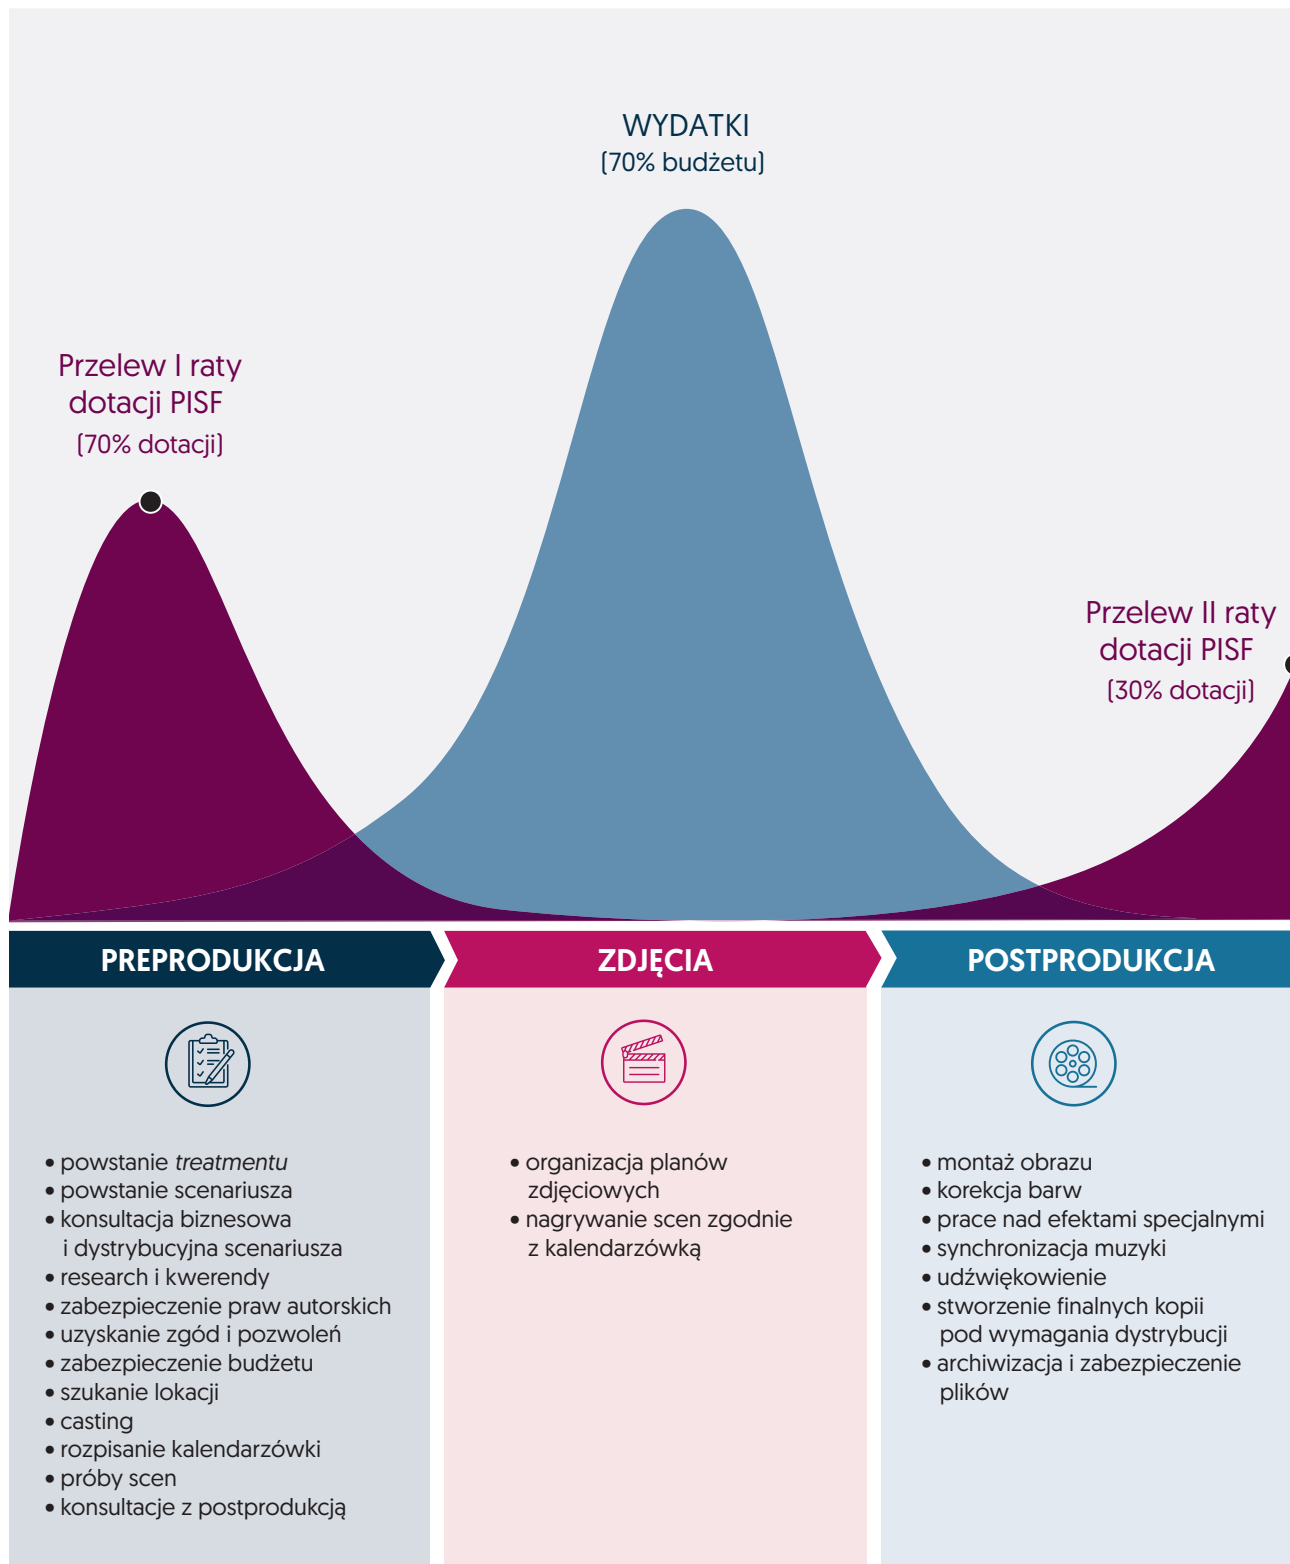 WYDATKI
(70% budżetu)
Przelew I raty
dotacji PISF
(70% dotacji)
Przelew II raty
dotacji PISF
(30% dotacji)
PREPRODUKCJA
• powstanie treatmentu
• powstanie scenariusza
• konsultacja biznesowa
i dystrybucyjna scenariusza
• research i kwerendy
• zabezpieczenie praw autorskich
• uzyskanie zgód i pozwoleń
• zabezpieczenie budżetu
• szukanie lokacji
• casting
• rozpisanie kalendarzówki
• próby scen
• konsultacje z postprodukcją
ZDJĘCIA
• organizacja planów
zdjęciowych
• nagrywanie scen zgodnie
z kalendarzówką
POSTPRODUKCJA
• montaż obrazu
• korekcja barw
• prace nad efektami specjalnymi
• synchronizacja muzyki
• udźwiękowienie
• stworzenie finalnych kopii
pod wymagania dystrybucji
• archiwizacja i zabezpieczenie
plików